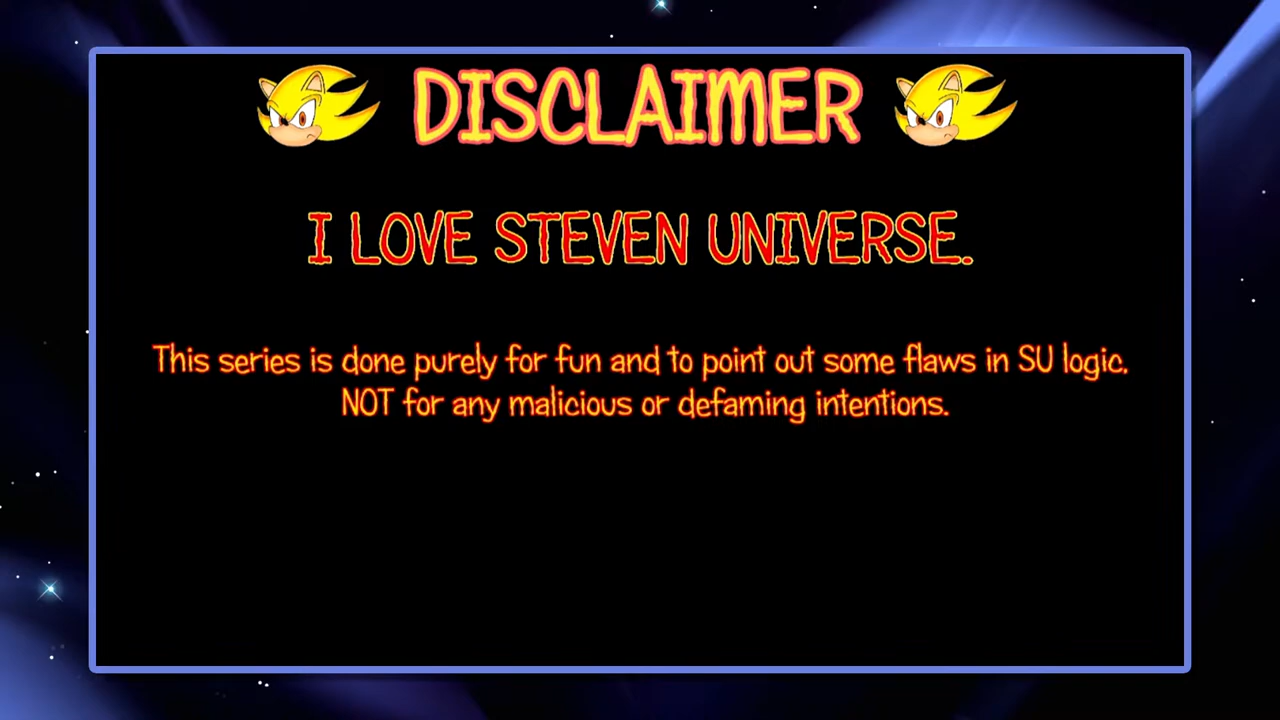 DISCLAIMER
I LOVE STEVEN UNIVERSE.
This series is done purely for fun and to point out some flaws in SU logic.
NOT for any malicious or defaming intentions.